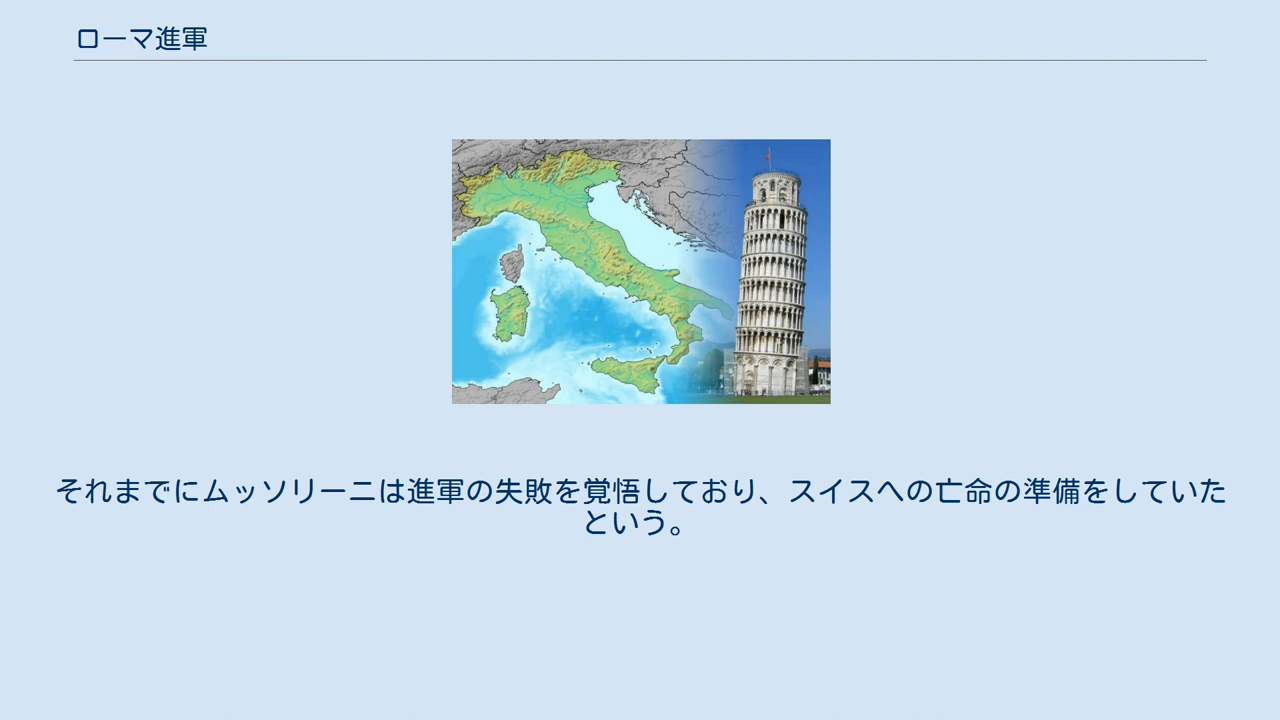 ローマ進軍
それまでにムッソリーニは進軍の失敗を覚悟しており、スイスへの亡命の準備をしていた
という。